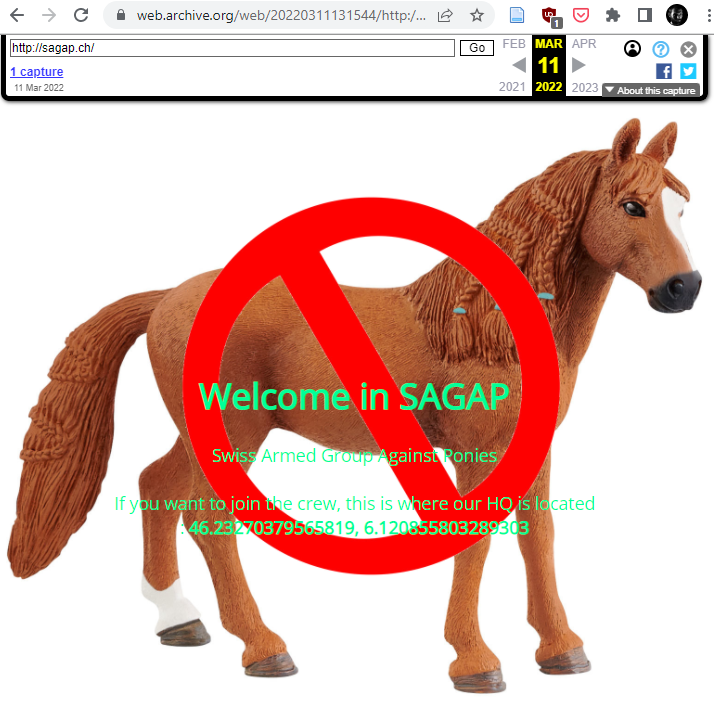 web.archive.org/web/20220311131544/http:/...
1
http://sagap.ch/
Go
FEB MAR APR
1 capture
11
11 Mar 2022
2021 2022 2023
About this capture
Welcome in SAGAP
Swiss Armed Group Against Ponies
If you want to join the crew, this is where our HQ is located
: 46.23270379565819, 6.120855803289303